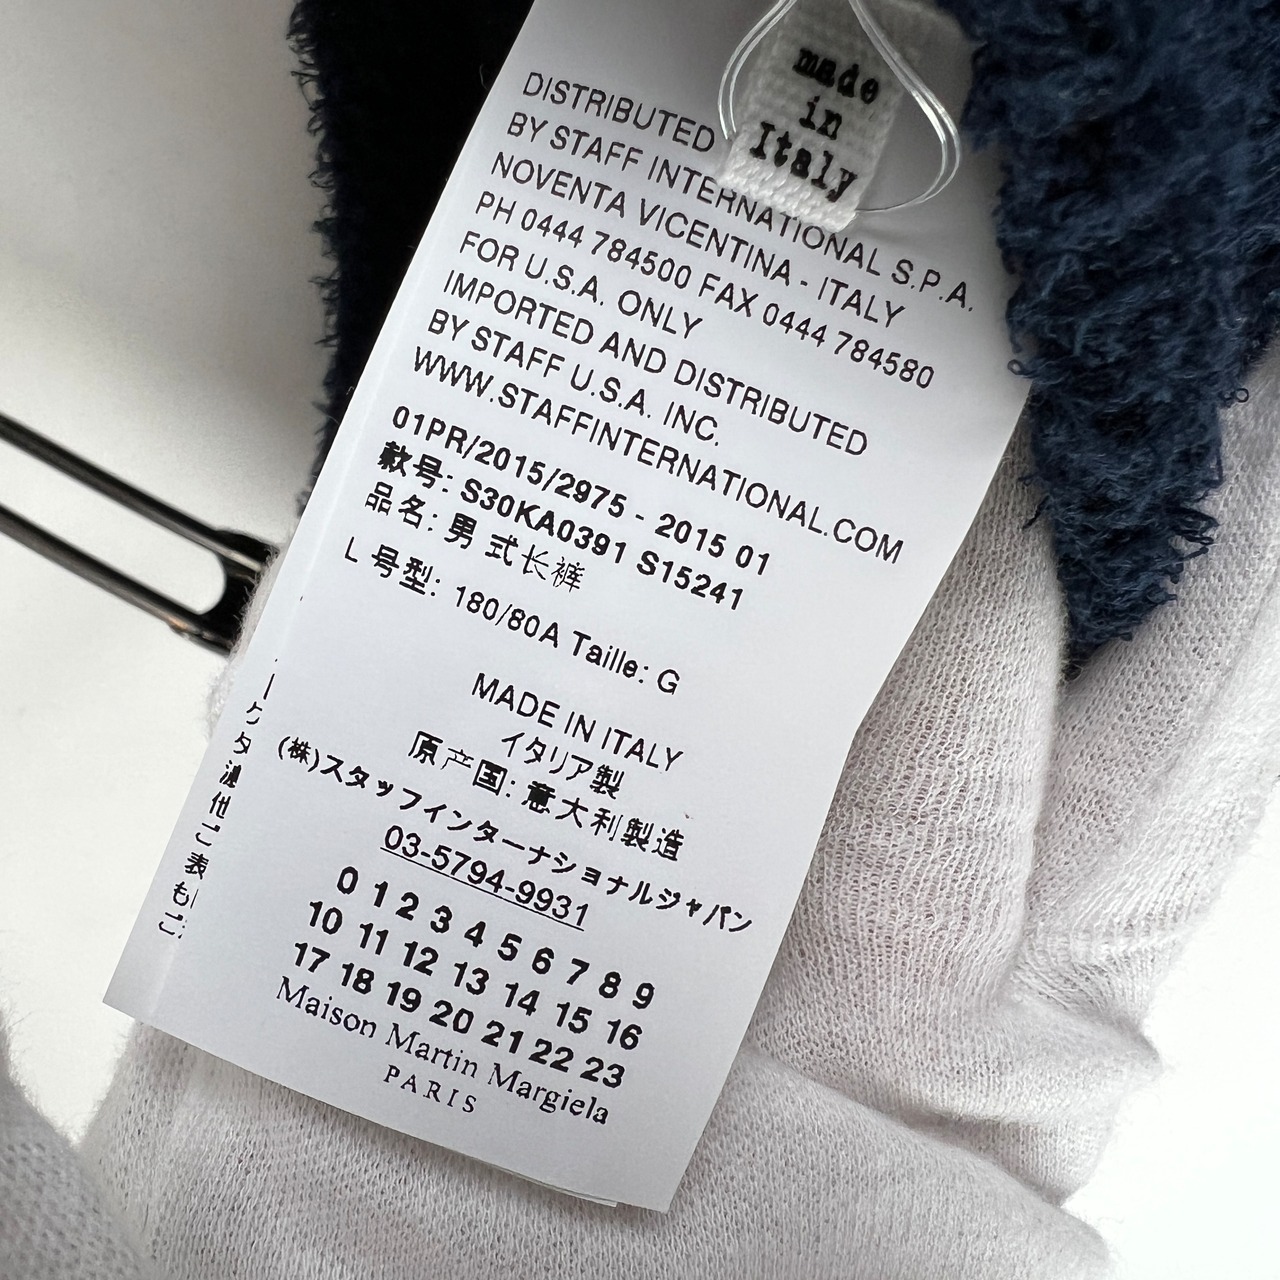 made
in
Italy
DISTRIBUTED
BY STAFF INTERNATIONAL S.P.A.
NOVENTA VICENTINA - ITALY
PH 0444 784500 FAX 0444 784580
FOR U.S.A. ONLY
IMPORTED AND DISTRIBUTED
BY STAFF U.S.A. INC.
WWW.STAFFINTERNATIONAL.COM
01PR/2015/2975 - 2015 01
款号: S30KA0391 S15241
品名: 男式长裤
L 号型: 180/80A Taille: G
MADE IN ITALY
イタリア製
原产国: 意大利製造
(株)スタッフインターナショナルジャパン
03-5794-9931
0 1 2 3 4 5 6 7 8 9
10 11 12 13 14 15 16
17 18 19 20 21 22 23
Maison Martin Margiela
PARIS